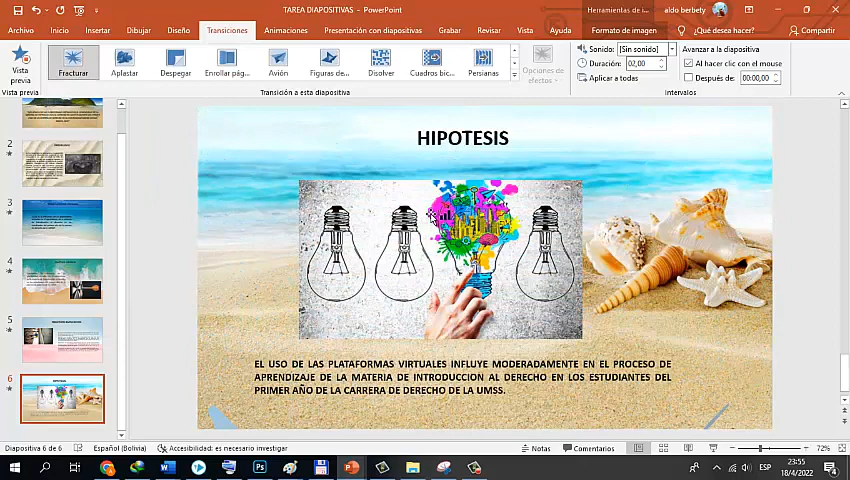 TAREA DIAPOSITIVAS - PowerPoint
Herramientas de i...
aldo berbety
Archivo Inicio Insertar Dibujar Diseño Transiciones Animaciones Presentación con diapositivas Grabar Revisar Vista Ayuda Formato de imagen ¿Qué desea hacer? Compartir
Vista previa
Fracturar Aplastar Despegar Enrollar pág... Avión Figuras de... Disolver Cuadros bic... Persianas
Opciones de efectos
Sonido: [Sin sonido]
Duración: 02,00
Aplicar a todas
Avanzar a la diapositiva
Al hacer clic con el mouse
Después de: 00:00,00
Vista previa Transición a esta diapositiva Intervalos
2
3
4
5
6
HIPOTESIS
EL USO DE LAS PLATAFORMAS VIRTUALES INFLUYE MODERADAMENTE EN EL PROCESO DE
APRENDIZAJE DE LA MATERIA DE INTRODUCCION AL DERECHO EN LOS ESTUDIANTES DEL
PRIMER AÑO DE LA CARRERA DE DERECHO DE LA UMSS.
Diapositiva 6 de 6 Español (Bolivia) Accesibilidad: es necesario investigar Notas Comentarios 72%
ESP
23:55
18/4/2022